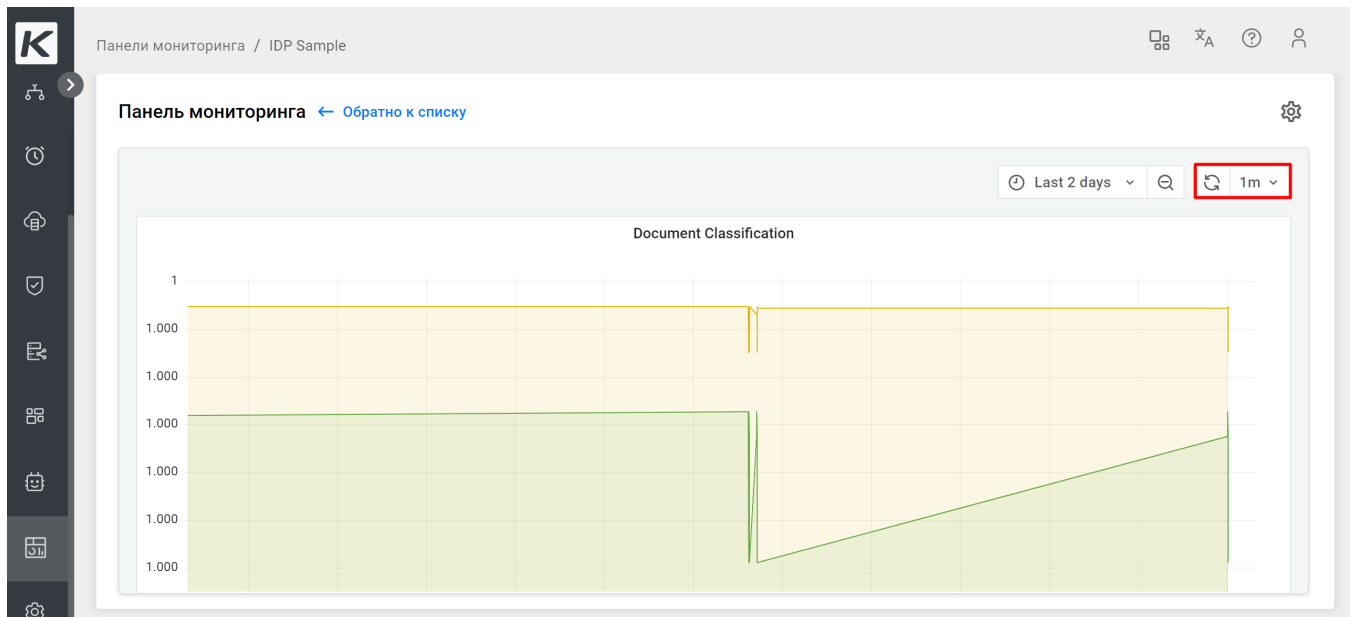 K
Панели мониторинга / IDP Sample
Панель мониторинга ← Обратно к списку
Last 2 days
1m
Document Classification
1
1.000
1.000
1.000
1.000
1.000
1.000